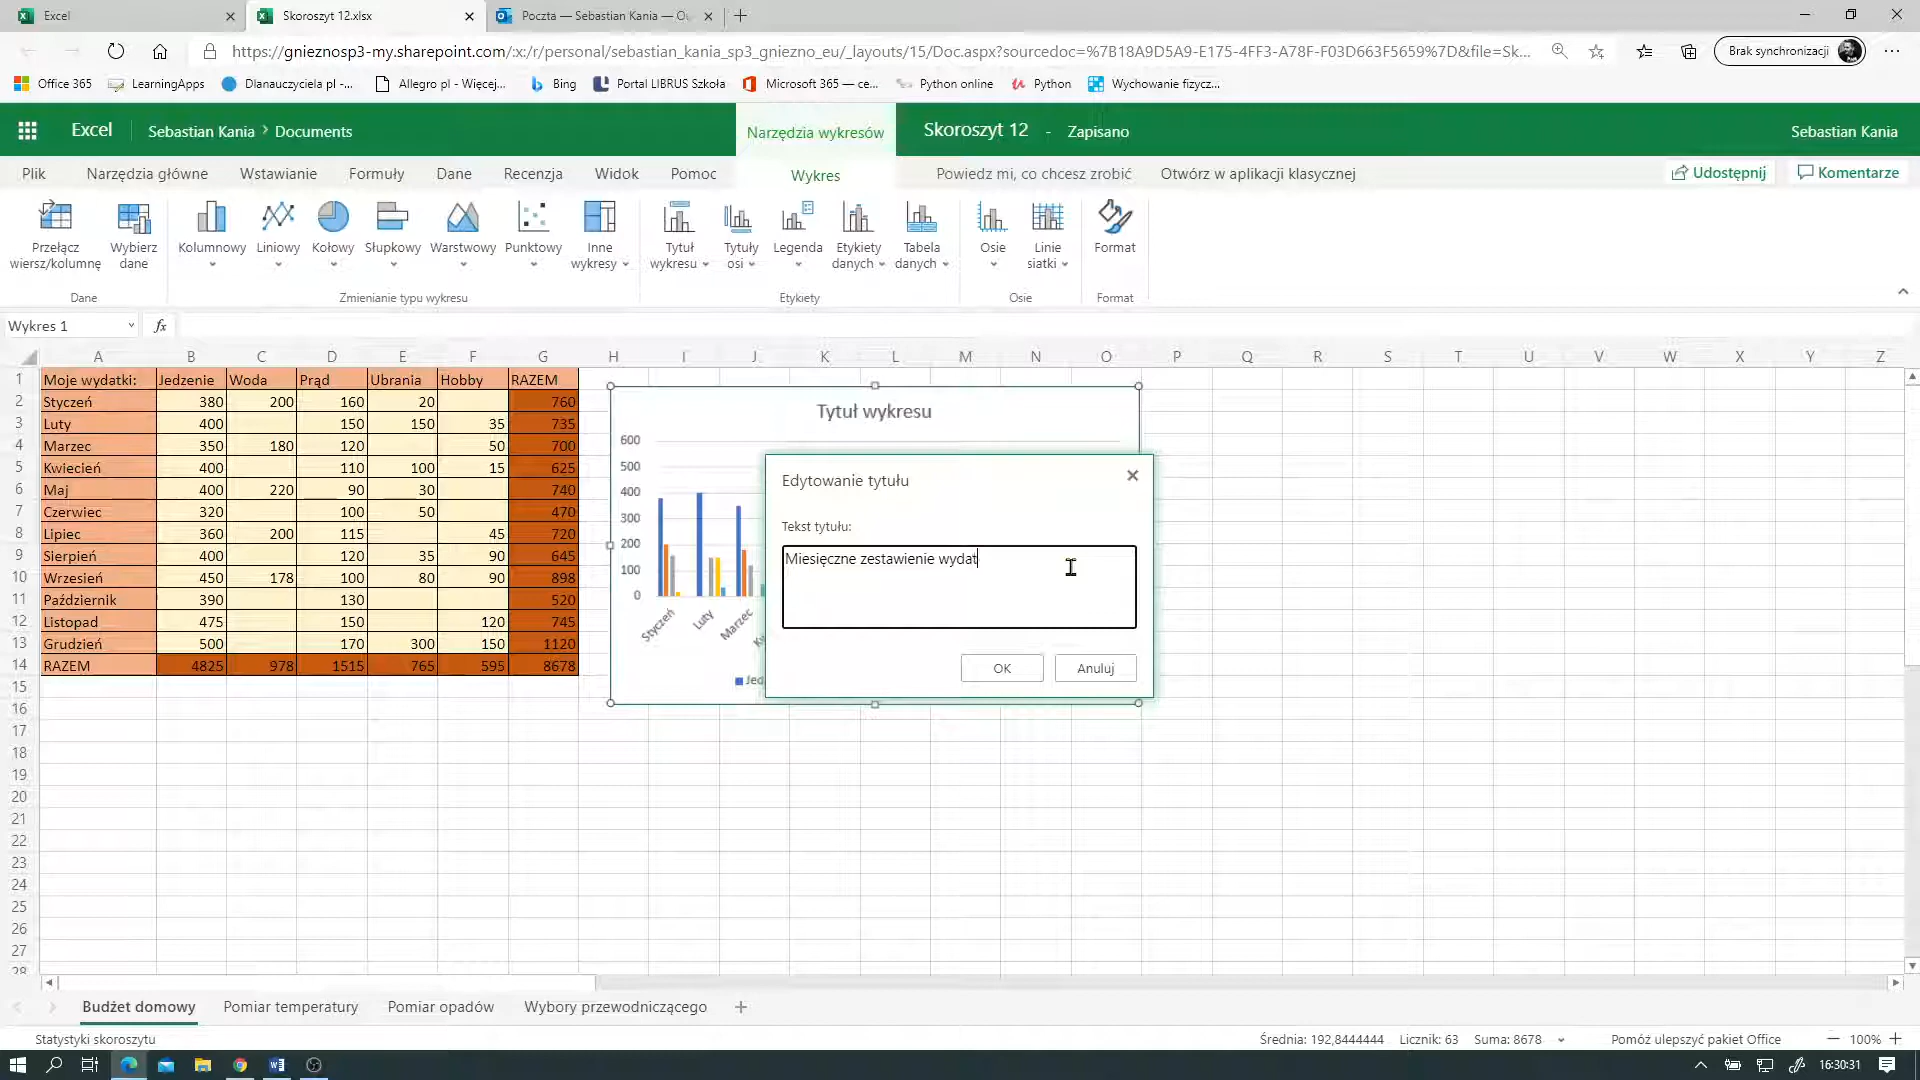 Excel
Skoroszyt 12.xlsx
Poczta — Sebastian Kania — Ou
https://gnieznosp3-my.sharepoint.com/:x:/r/personal/sebastian_kania_sp3_gniezno_eu/_layouts/15/Doc.aspx?sourcedoc=%7B18A9D5A9-E175-4FF3-A78F-F03D663F5659%7D&file=Sk...
Brak synchronizacji
Office 365 LearningApps Dlanauczyciela pl -... Allegro pl - Więcej,... Bing Portal LIBRUS Szkoła Microsoft 365 — ce... Python online Python Wychowanie fizycz...
Excel Sebastian Kania > Documents Narzędzia wykresów Skoroszyt 12 - Zapisano Sebastian Kania
Plik Narzędzia główne Wstawianie Formuły Dane Recenzja Widok Pomoc Wykres Powiedz mi, co chcesz zrobić Otwórz w aplikacji klasycznej Udostępnij Komentarze
Przełącz wiersz/kolumnę Wybierz dane Kolumnowy Liniowy Kołowy Słupkowy Warstwowy Punktowy Inne wykresy Tytuł wykresu Tytuły osi Legenda Etykiety danych Tabela danych Osie Linie siatki Format
Dane Zmienianie typu wykresu Etykiety Osie Format
Wykres 1 fx
A B C D E F G H I J K L M N O P Q R S T U V W X Y Z
1 Moje wydatki: Jedzenie Woda Prąd Ubrania Hobby RAZEM
2 Styczeń 380 200 160 20 760
3 Luty 400 150 150 35 735
4 Marzec 350 180 120 50 700
5 Kwiecień 400 110 100 15 625
6 Maj 400 220 90 30 740
7 Czerwiec 320 100 50 470
8 Lipiec 360 200 115 45 720
9 Sierpień 400 120 35 90 645
10 Wrzesień 450 178 100 80 90 898
11 Październik 390 130 520
12 Listopad 475 150 120 745
13 Grudzień 500 170 300 150 1120
14 RAZEM 4825 978 1515 765 595 8678
15
16
17
18
19
20
21
22
23
24
25
26
27
28
Tytuł wykresu
600
500
400
300
200
100
0
Styczeń Luty Marzec
Jed
Edytowanie tytułu
Tekst tytułu:
Miesięczne zestawienie wydat
OK Anuluj
Budżet domowy Pomiar temperatury Pomiar opadów Wybory przewodniczącego
Statystyki skoroszytu Średnia: 192,8444444 Licznik: 63 Suma: 8678 Pomóż ulepszyć pakiet Office 100%
16:30:31